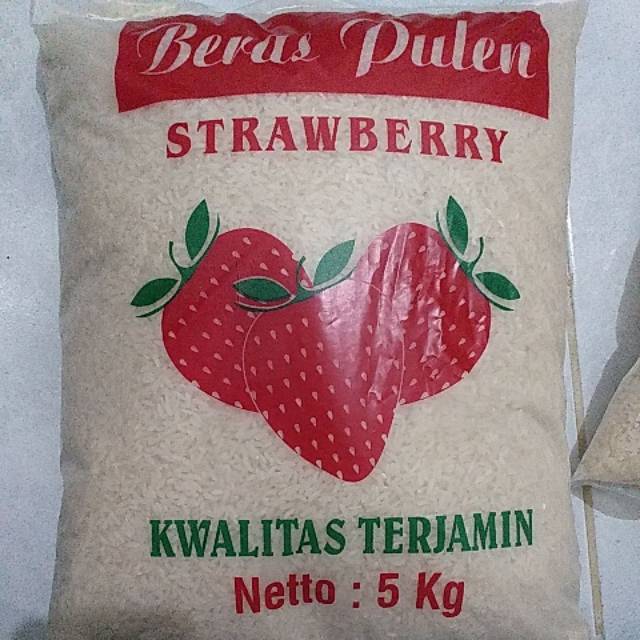 Beras Pulen
STRAWBERRY
KWALITAS TERJAMIN
Netto : 5 Kg